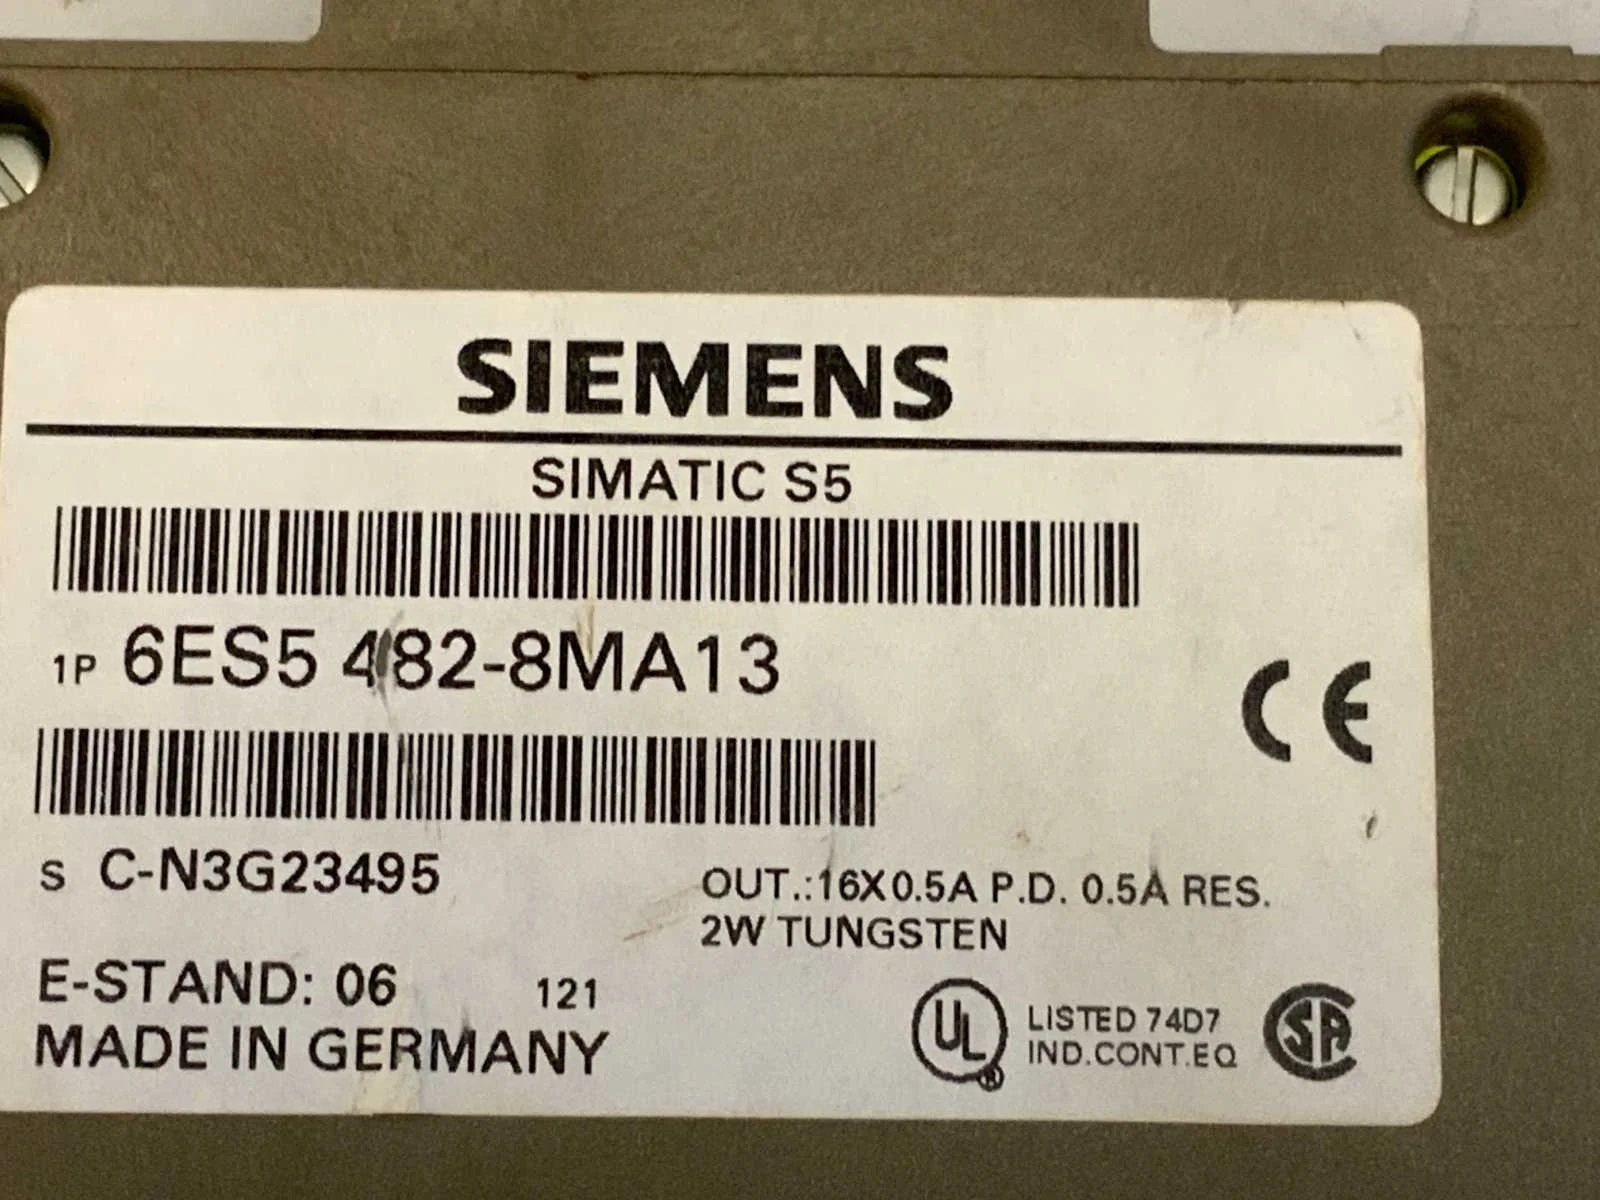 SIEMENS
SIMATIC S5
1P 6ES5 482-8MA13
CE
S C-N3G23495
OUT.:16X0.5A P.D. 0.5A RES.
2W TUNGSTEN
E-STAND: 06 121
MADE IN GERMANY
UL ® LISTED 74D7
IND.CONT.EQ
SA